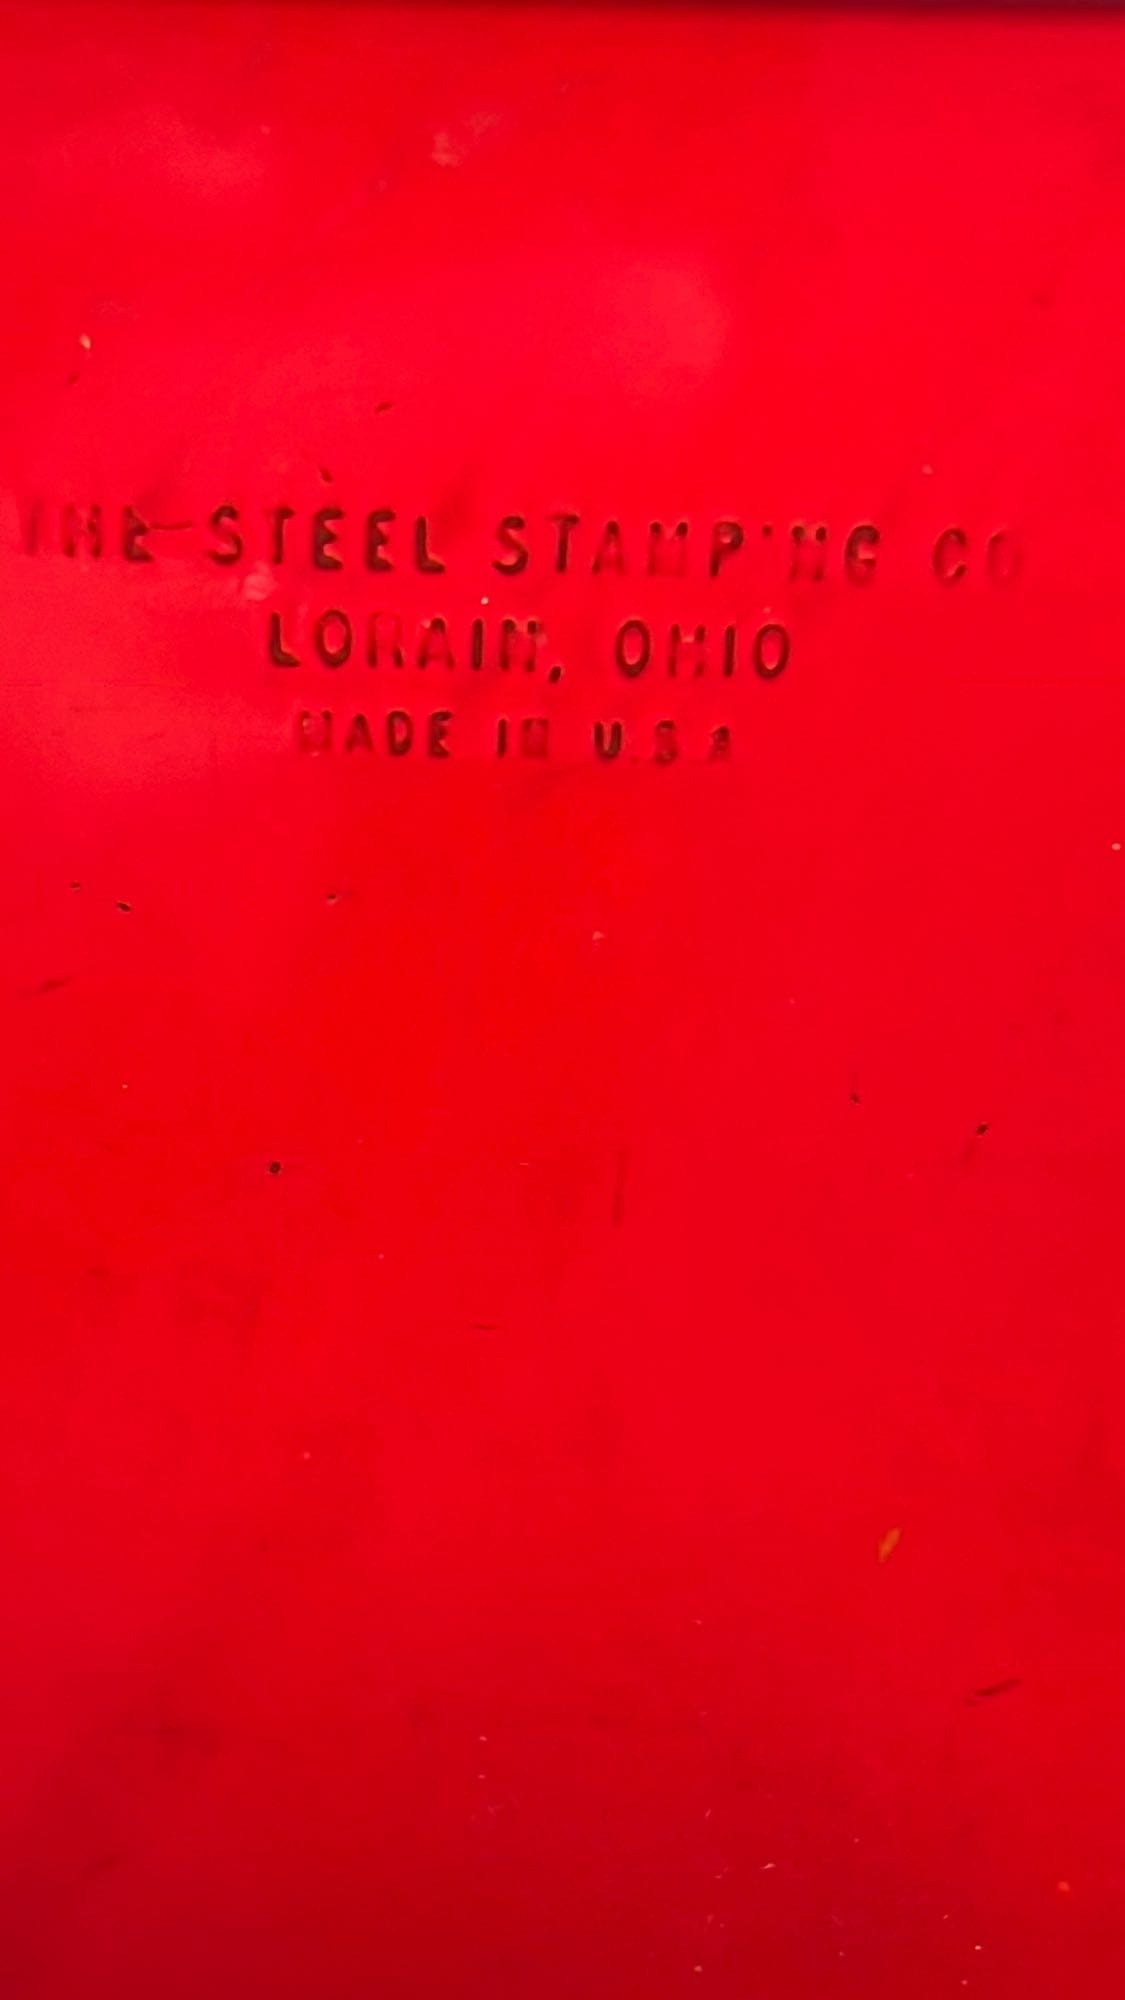 THE STEEL STAMPING CO
LORAIN, OHIO
MADE IN U.S.A